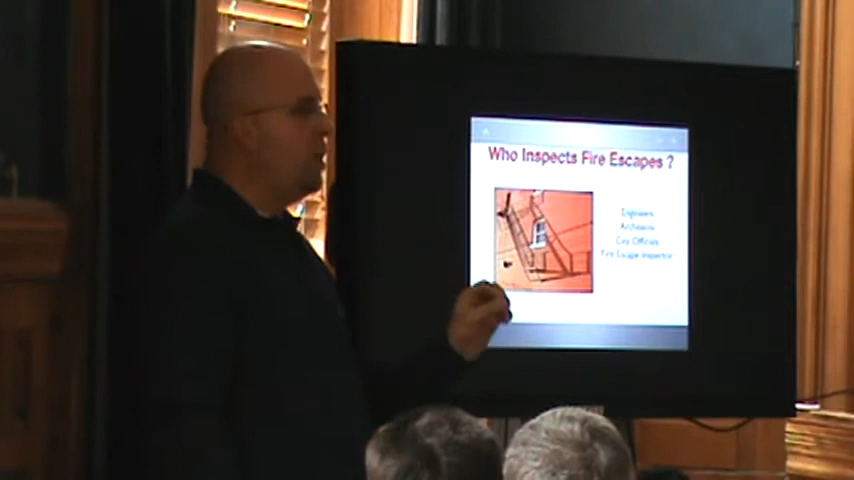 Who Inspects Fire Escapes ?
Engineers
Architects
City Officials
Fire Escape Inspector